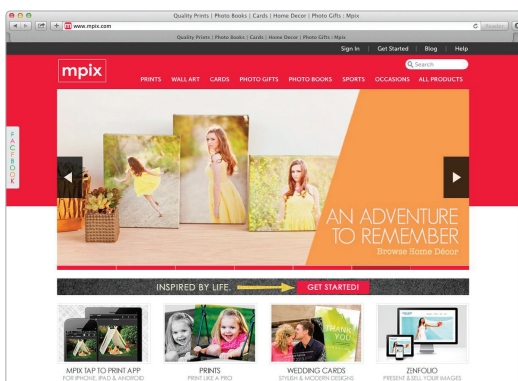 Quality Prints | Photo Books | Cards | Home Decor | Photo Gifts : Mpix
www.mpix.com
Reader
Quality Prints | Photo Books | Cards | Home Decor | Photo Gifts : Mpix
Sign In | Get Started | Blog | Help
mpix
Search
PRINTS WALL ART CARDS PHOTO GIFTS PHOTO BOOKS SPORTS OCCASIONS ALL PRODUCTS
FACEBOOK
AN ADVENTURE
TO REMEMBER
Browse Home Décor
INSPIRED BY LIFE. GET STARTED!
THANK
YOU
MPIX TAP TO PRINT APP
FOR IPHONE, IPAD & ANDROID
PRINTS
PRINT LIKE A PRO
WEDDING CARDS
STYLISH & MODERN DESIGNS
ZENFOLIO
PRESENT & SELL YOUR IMAGES